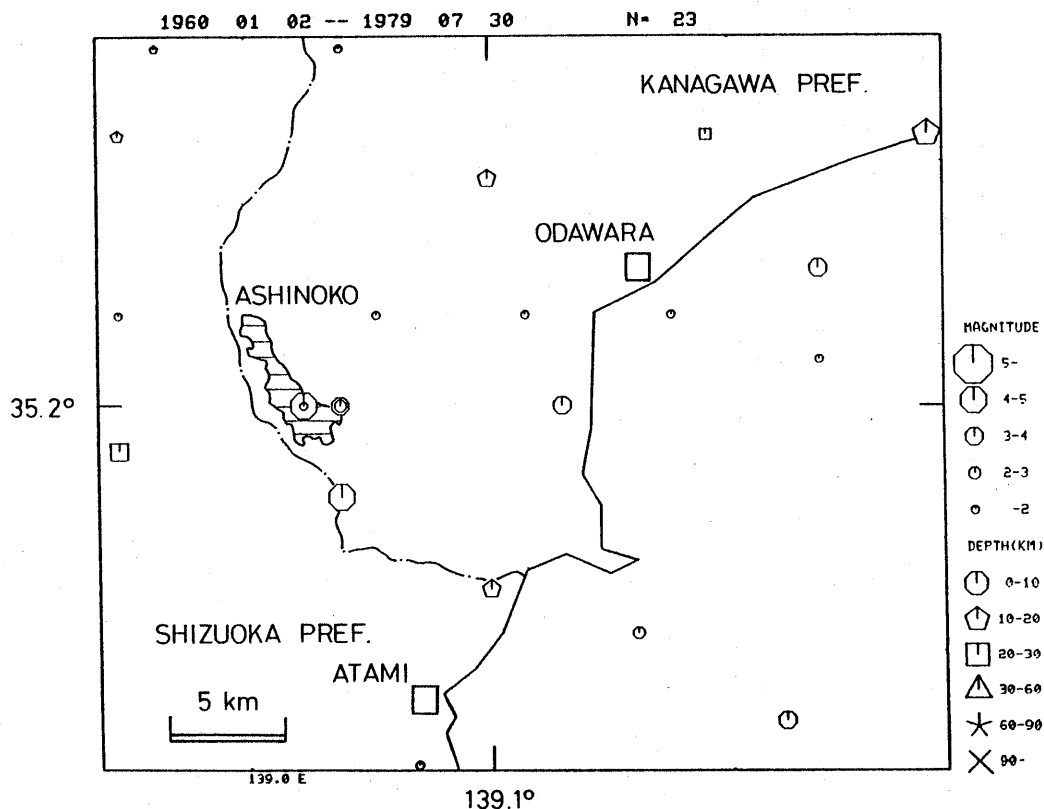 1960 01 02 -- 1979 07 30 N= 23
KANAGAWA PREF.
ODAWARA
ASHINOKO
35.2°
SHIZUOKA PREF.
ATAMI
5 km
139.0 E
139.1°
MAGNITUDE
5-
4-5
3-4
2-3
-2
DEPTH(KM)
0-10
10-20
20-30
30-60
60-90
90-